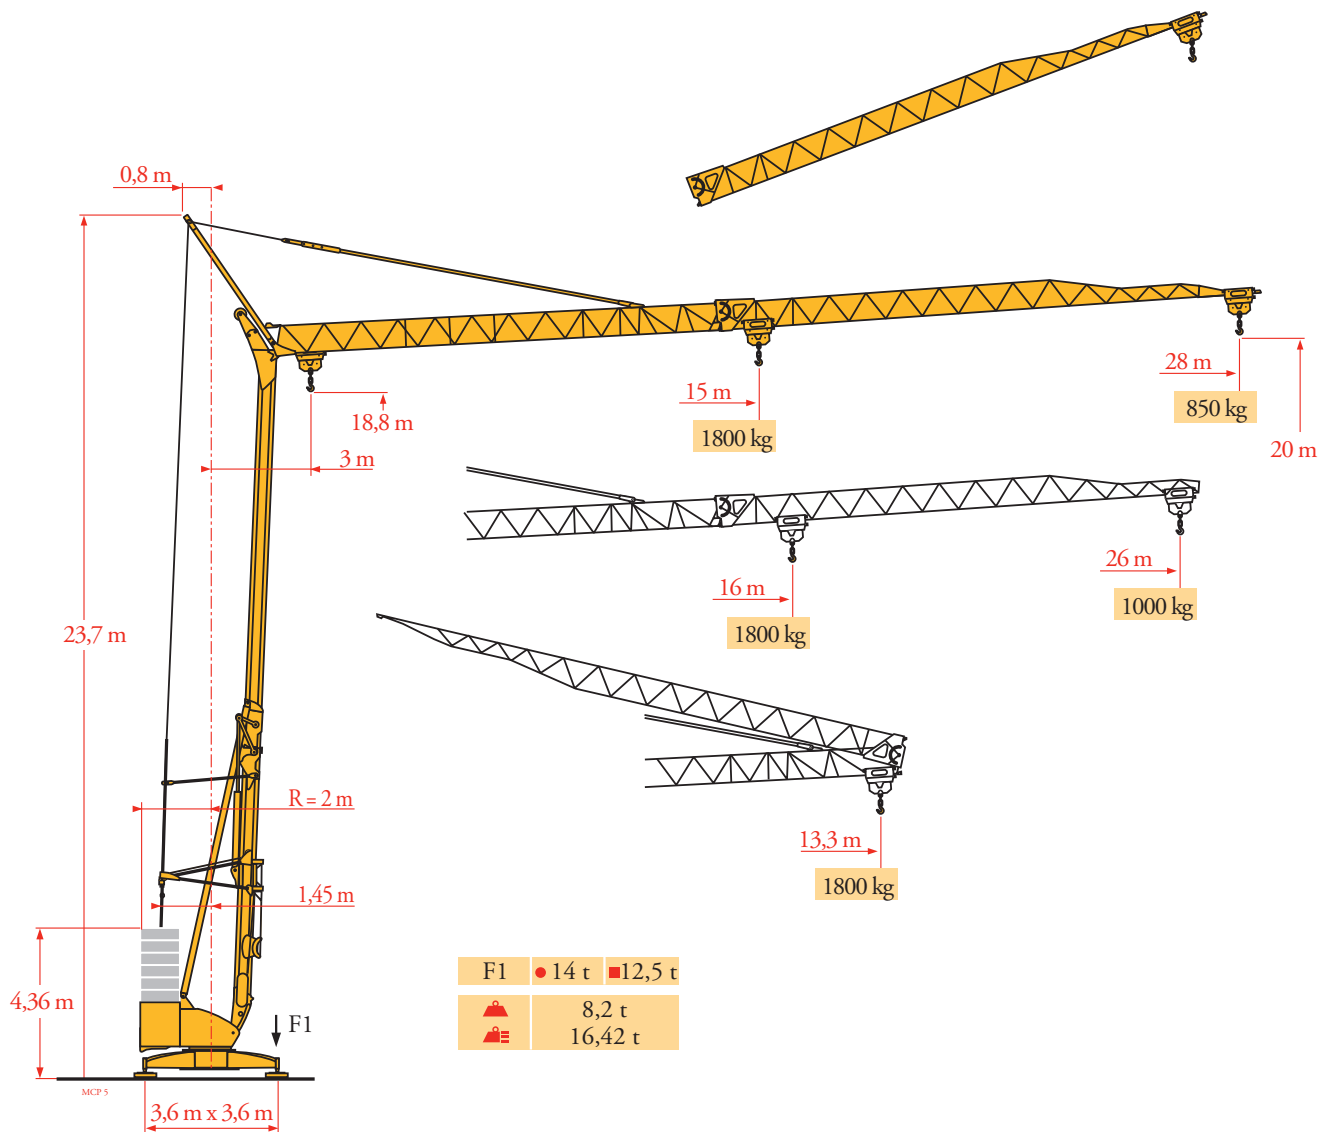 0,8 m
15 m
28 m
18,8 m
850 kg
1800 kg
20 m
3 m
26 m
16 m
1000 kg
23,7 m
1800 kg
R = 2 m
13,3 m
1,45 m
1800 kg
F1 14 t 12,5 t
4,36 m
8,2 t
F1
16,42 t
MCP 5
3,6 m x 3,6 m